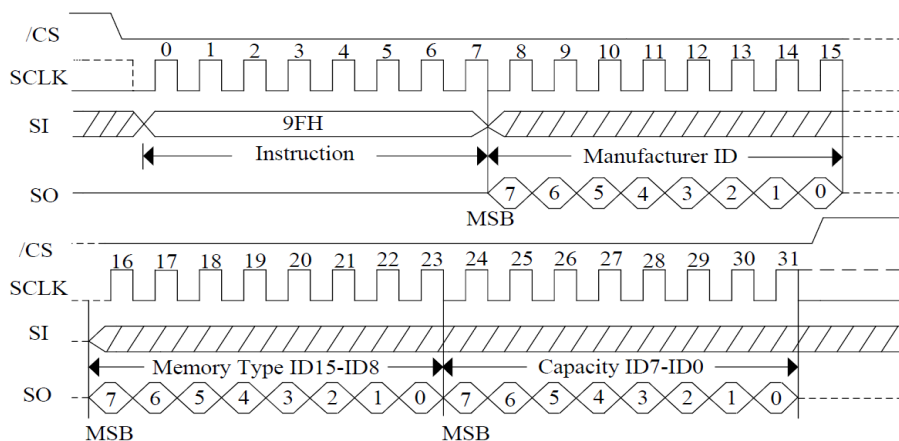 /CS
0 1 2 3 4 5 6 7 8 9 10 11 12 13 14 15
SCLK
SI 9FH
Instruction Manufacturer ID
SO 7 6 5 4 3 2 1 0
MSB
/CS
16 17 18 19 20 21 22 23 24 25 26 27 28 29 30 31
SCLK
SI
Memory Type ID15-ID8 Capacity ID7-ID0
SO 7 6 5 4 3 2 1 0 7 6 5 4 3 2 1 0
MSB MSB